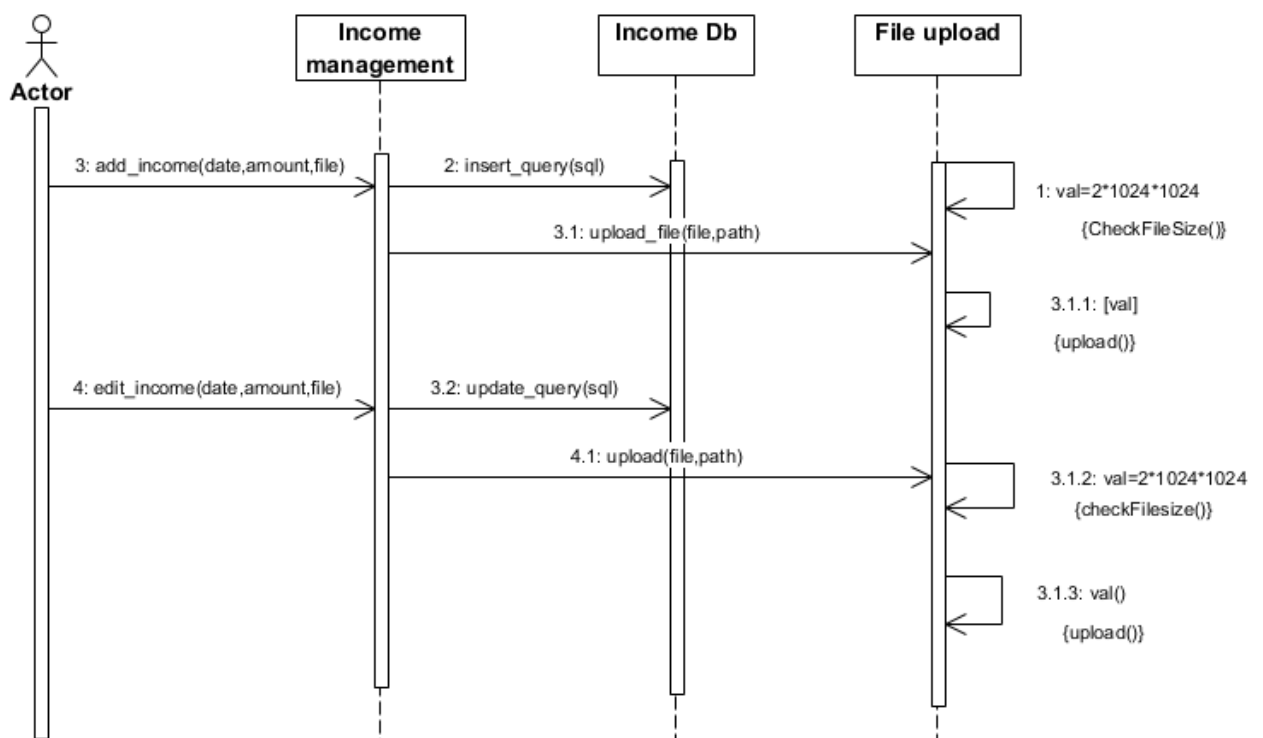 Actor
Income
management
Income Db
File upload
3: add_income(date,amount,file)
2: insert_query(sql)
1: val=2*1024*1024
{CheckFileSize()}
3.1: upload_file(file,path)
3.1.1: [val]
{upload()}
4: edit_income(date,amount,file)
3.2: update_query(sql)
4.1: upload(file,path)
3.1.2: val=2*1024*1024
{checkFilesize()}
3.1.3: val()
{upload()}